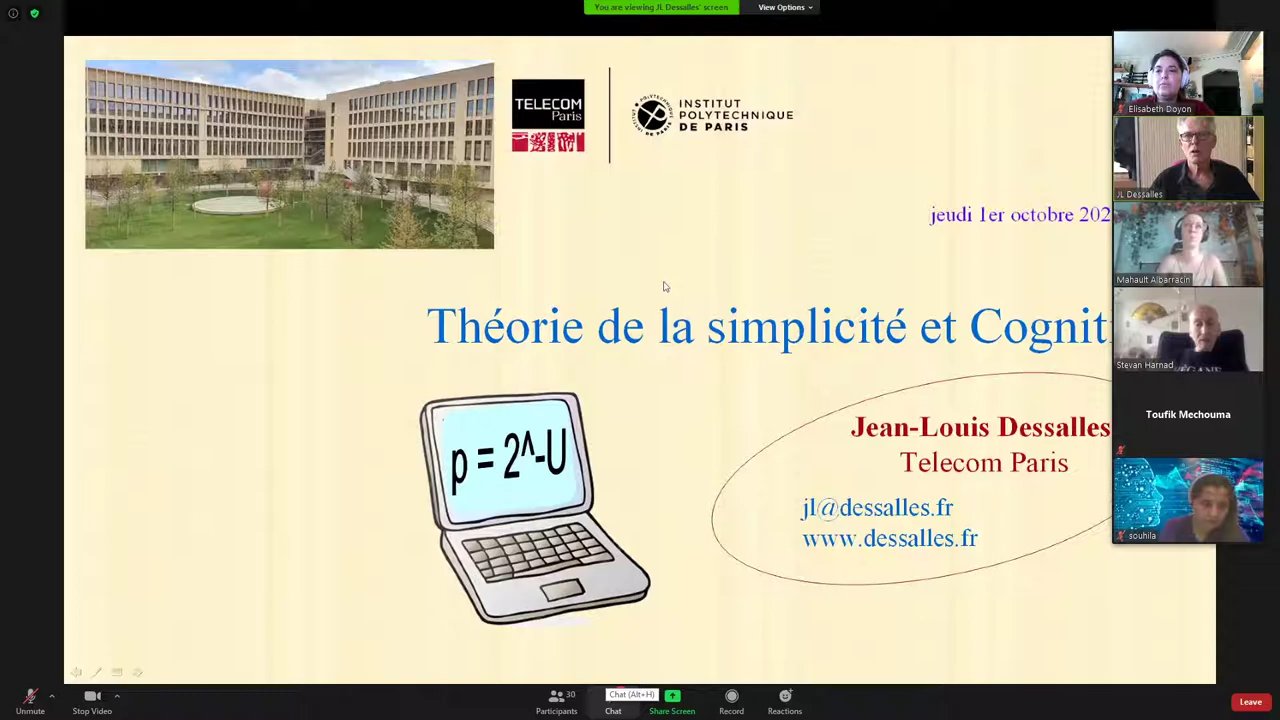 You are viewing JL Dessalles' screen
View Options
TELECOM
Paris
INSTITUT
POLYTECHNIQUE
DE PARIS
jeudi 1er octobre 202
Théorie de la simplicité et Cogniti
p = 2^-U
Jean-Louis Dessalles
Telecom Paris
jl@dessalles.fr
www.dessalles.fr
Elisabeth Doyon
JL Dessalles
Mahault Albarracin
Stevan Harnad
Toufik Mechouma
souhila
Unmute
Stop Video
30
Participants
Chat (Alt+H)
Chat
Share Screen
Record
Reactions
Leave